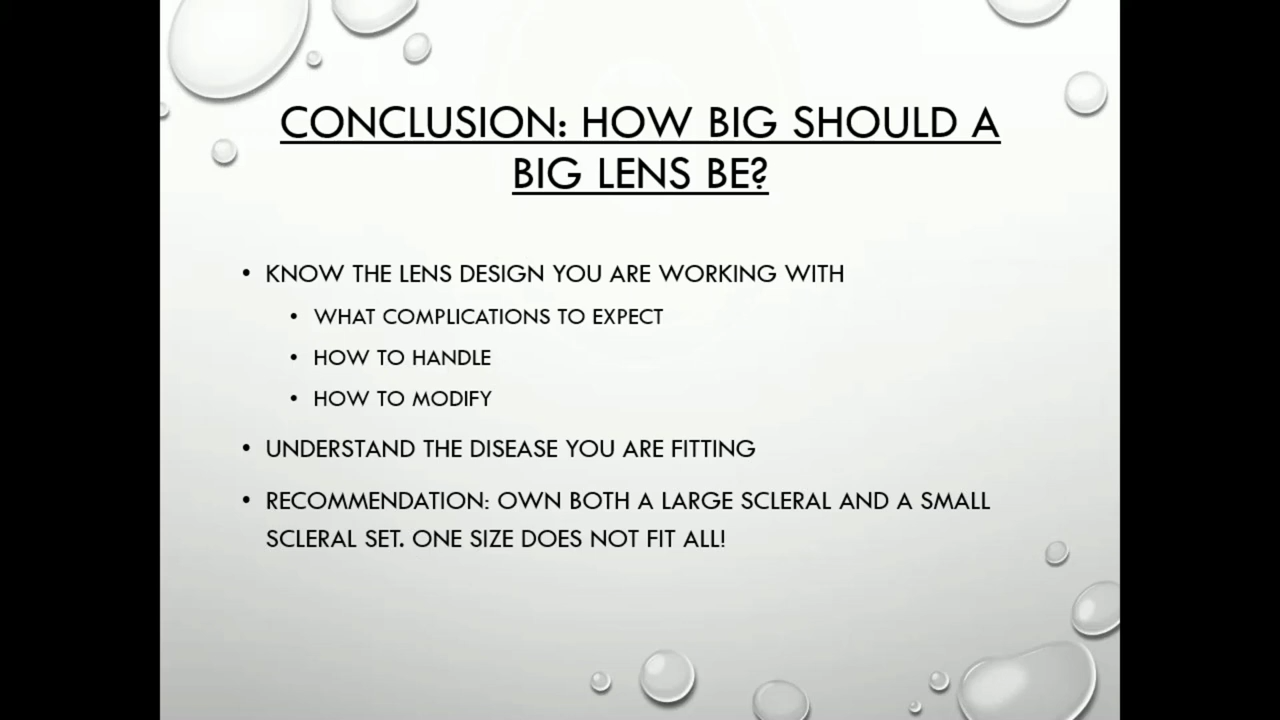 CONCLUSION: HOW BIG SHOULD A
BIG LENS BE?
• KNOW THE LENS DESIGN YOU ARE WORKING WITH
• WHAT COMPLICATIONS TO EXPECT
• HOW TO HANDLE
• HOW TO MODIFY
• UNDERSTAND THE DISEASE YOU ARE FITTING
• RECOMMENDATION: OWN BOTH A LARGE SCLERAL AND A SMALL
SCLERAL SET. ONE SIZE DOES NOT FIT ALL!